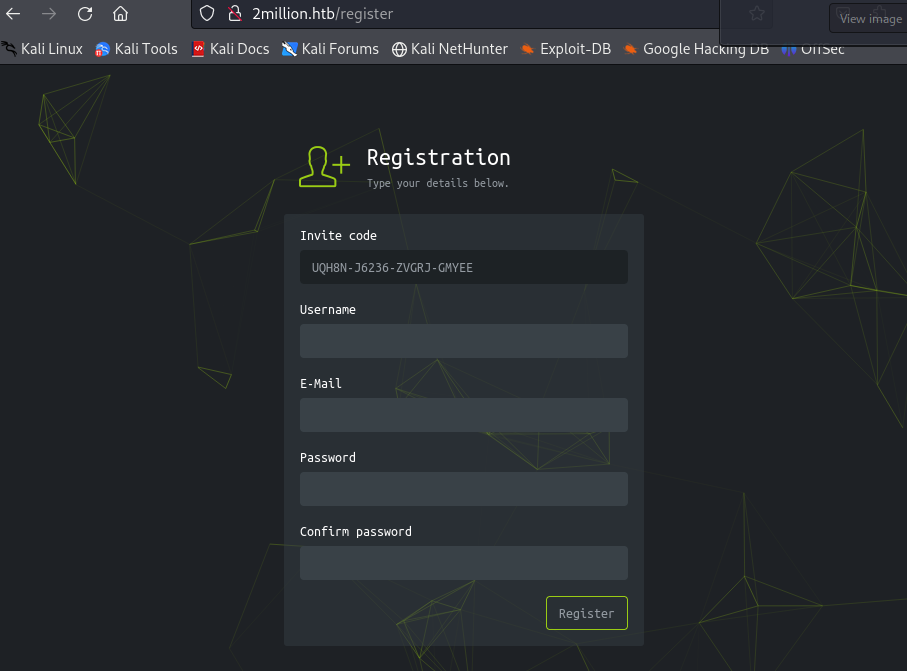 2million.htb/register
View image
Kali Linux Kali Tools Kali Docs Kali Forums Kali NetHunter Exploit-DB Google Hacking DB OffSec
Registration
Type your details below.
Invite code
UQH8N-J6236-ZVGRJ-GMYEE
Username
E-Mail
Password
Confirm password
Register